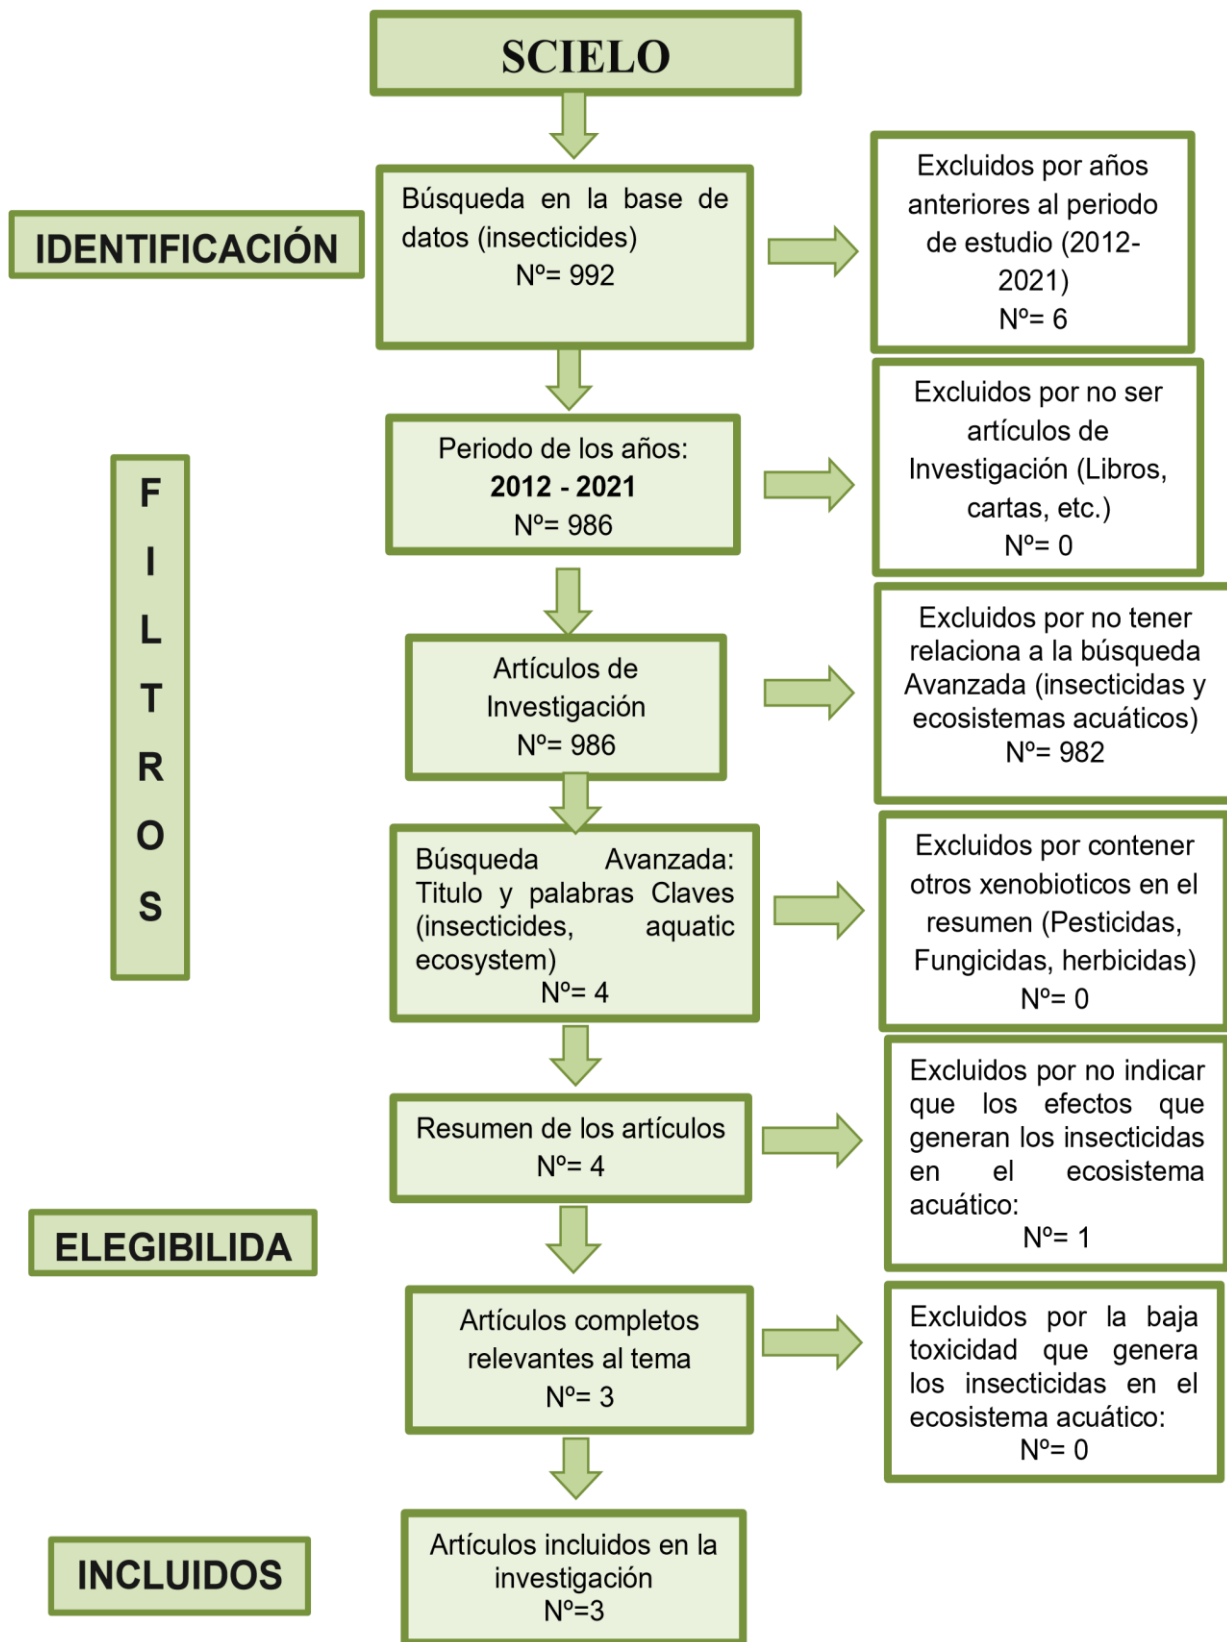 SCIELO
IDENTIFICACIÓN
Búsqueda en la base de
datos (insecticides)
Nº= 992
Excluidos por años
anteriores al periodo
de estudio (2012-
2021)
Nº= 6
F
I
L
T
R
O
S
Periodo de los años:
2012 - 2021
Nº= 986
Excluidos por no ser
artículos de
Investigación (Libros,
cartas, etc.)
Nº= 0
Artículos de
Investigación
Nº= 986
Excluidos por no tener
relaciona a la búsqueda
Avanzada (insecticidas y
ecosistemas acuáticos)
Nº= 982
Búsqueda Avanzada:
Titulo y palabras Claves
(insecticides, aquatic
ecosystem)
Nº= 4
Excluidos por contener
otros xenobioticos en el
resumen (Pesticidas,
Fungicidas, herbicidas)
Nº= 0
Resumen de los artículos
Nº= 4
Excluidos por no indicar
que los efectos que
generan los insecticidas
en el ecosistema
acuático:
Nº= 1
ELEGIBILIDA
Artículos completos
relevantes al tema
Nº= 3
Excluidos por la baja
toxicidad que genera
los insecticidas en el
ecosistema acuático:
Nº= 0
INCLUIDOS
Artículos incluidos en la
investigación
Nº=3